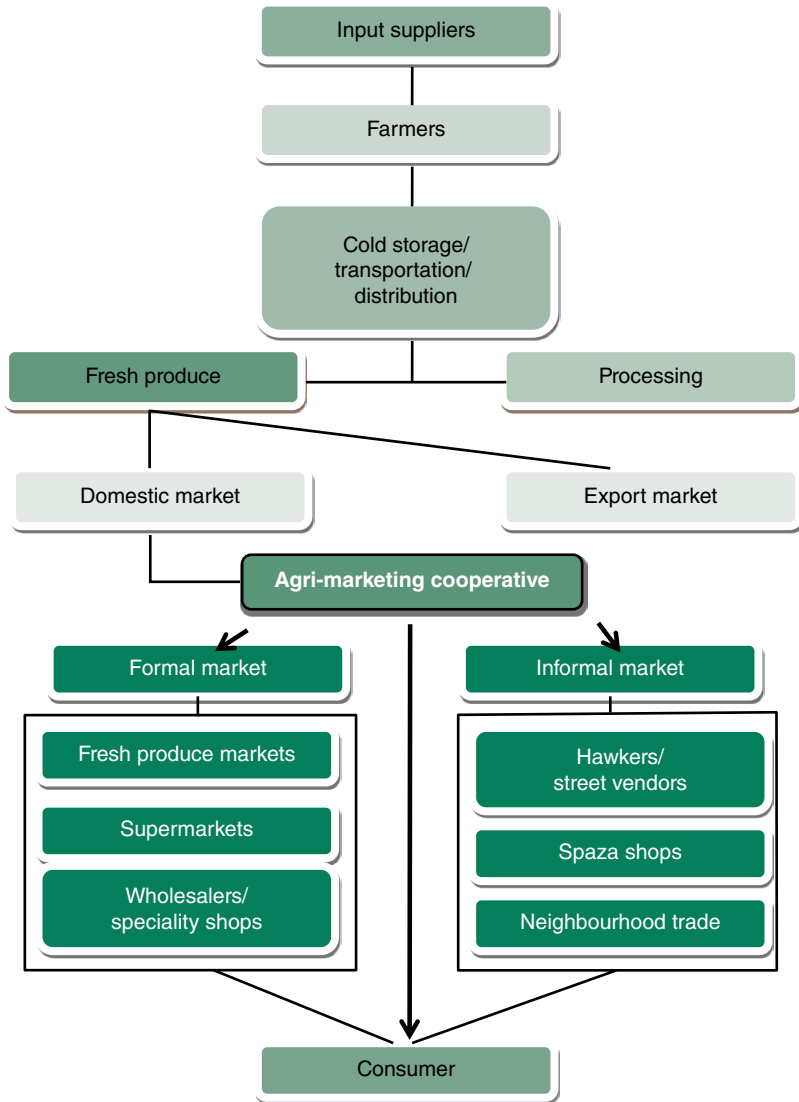 Input suppliers
Farmers
Cold storage/
transportation/
distribution
Fresh produce
Processing
Domestic market
Export market
Agri-marketing cooperative
Formal market
Informal market
Fresh produce markets
Supermarkets
Wholesalers/
speciality shops
Hawkers/
street vendors
Spaza shops
Neighbourhood trade
Consumer